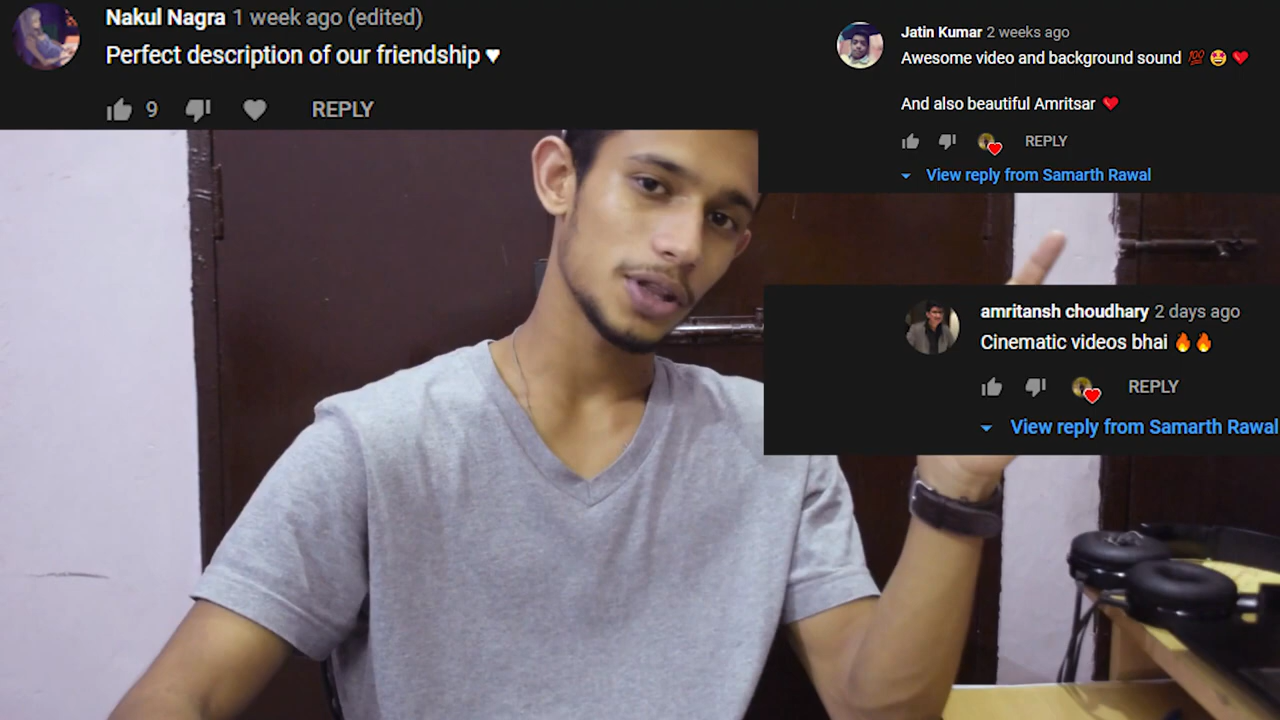 Nakul Nagra 1 week ago (edited)
Perfect description of our friendship ♥
9 REPLY
Jatin Kumar 2 weeks ago
Awesome video and background sound 💯 🤩 ❤
And also beautiful Amritsar ❤
REPLY
View reply from Samarth Rawal
amritansh choudhary 2 days ago
Cinematic videos bhai 🔥🔥
REPLY
View reply from Samarth Rawal